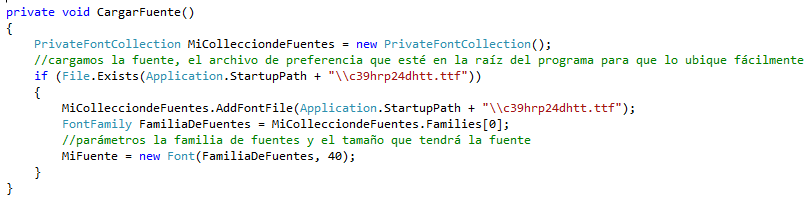 private void CargarFuente()
{
    PrivateFontCollection MiCollecciondeFuentes = new PrivateFontCollection();
    //cargamos la fuente, el archivo de preferencia que esté en la raíz del programa para que lo ubique fácilmente
    if (File.Exists(Application.StartupPath + "\\c39hrp24dhtt.ttf"))
    {
        MiCollecciondeFuentes.AddFontFile(Application.StartupPath + "\\c39hrp24dhtt.ttf");
        FontFamily FamiliaDeFuentes = MiCollecciondeFuentes.Families[0];
        //parámetros la familia de fuentes y el tamaño que tendrá la fuente
        MiFuente = new Font(FamiliaDeFuentes, 40);
    }
}